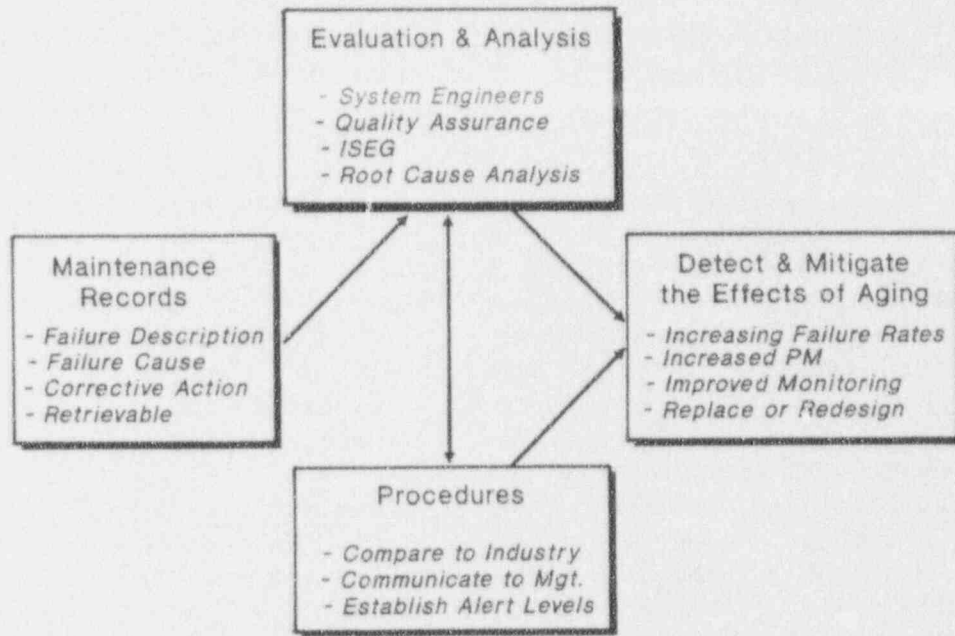 Evaluation & Analysis
- System Engineers
- Quality Assurance
- ISEG
- Root Cause Analysis
Maintenance
Records
- Failure Description
- Failure Cause
- Corrective Action
- Retrievable
Detect & Mitigate
the Effects of Aging
- Increasing Failure Rates
- Increased PM
- Improved Monitoring
- Replace or Redesign
Procedures
- Compare to Industry
- Communicate to Mgt.
- Establish Alert Levels